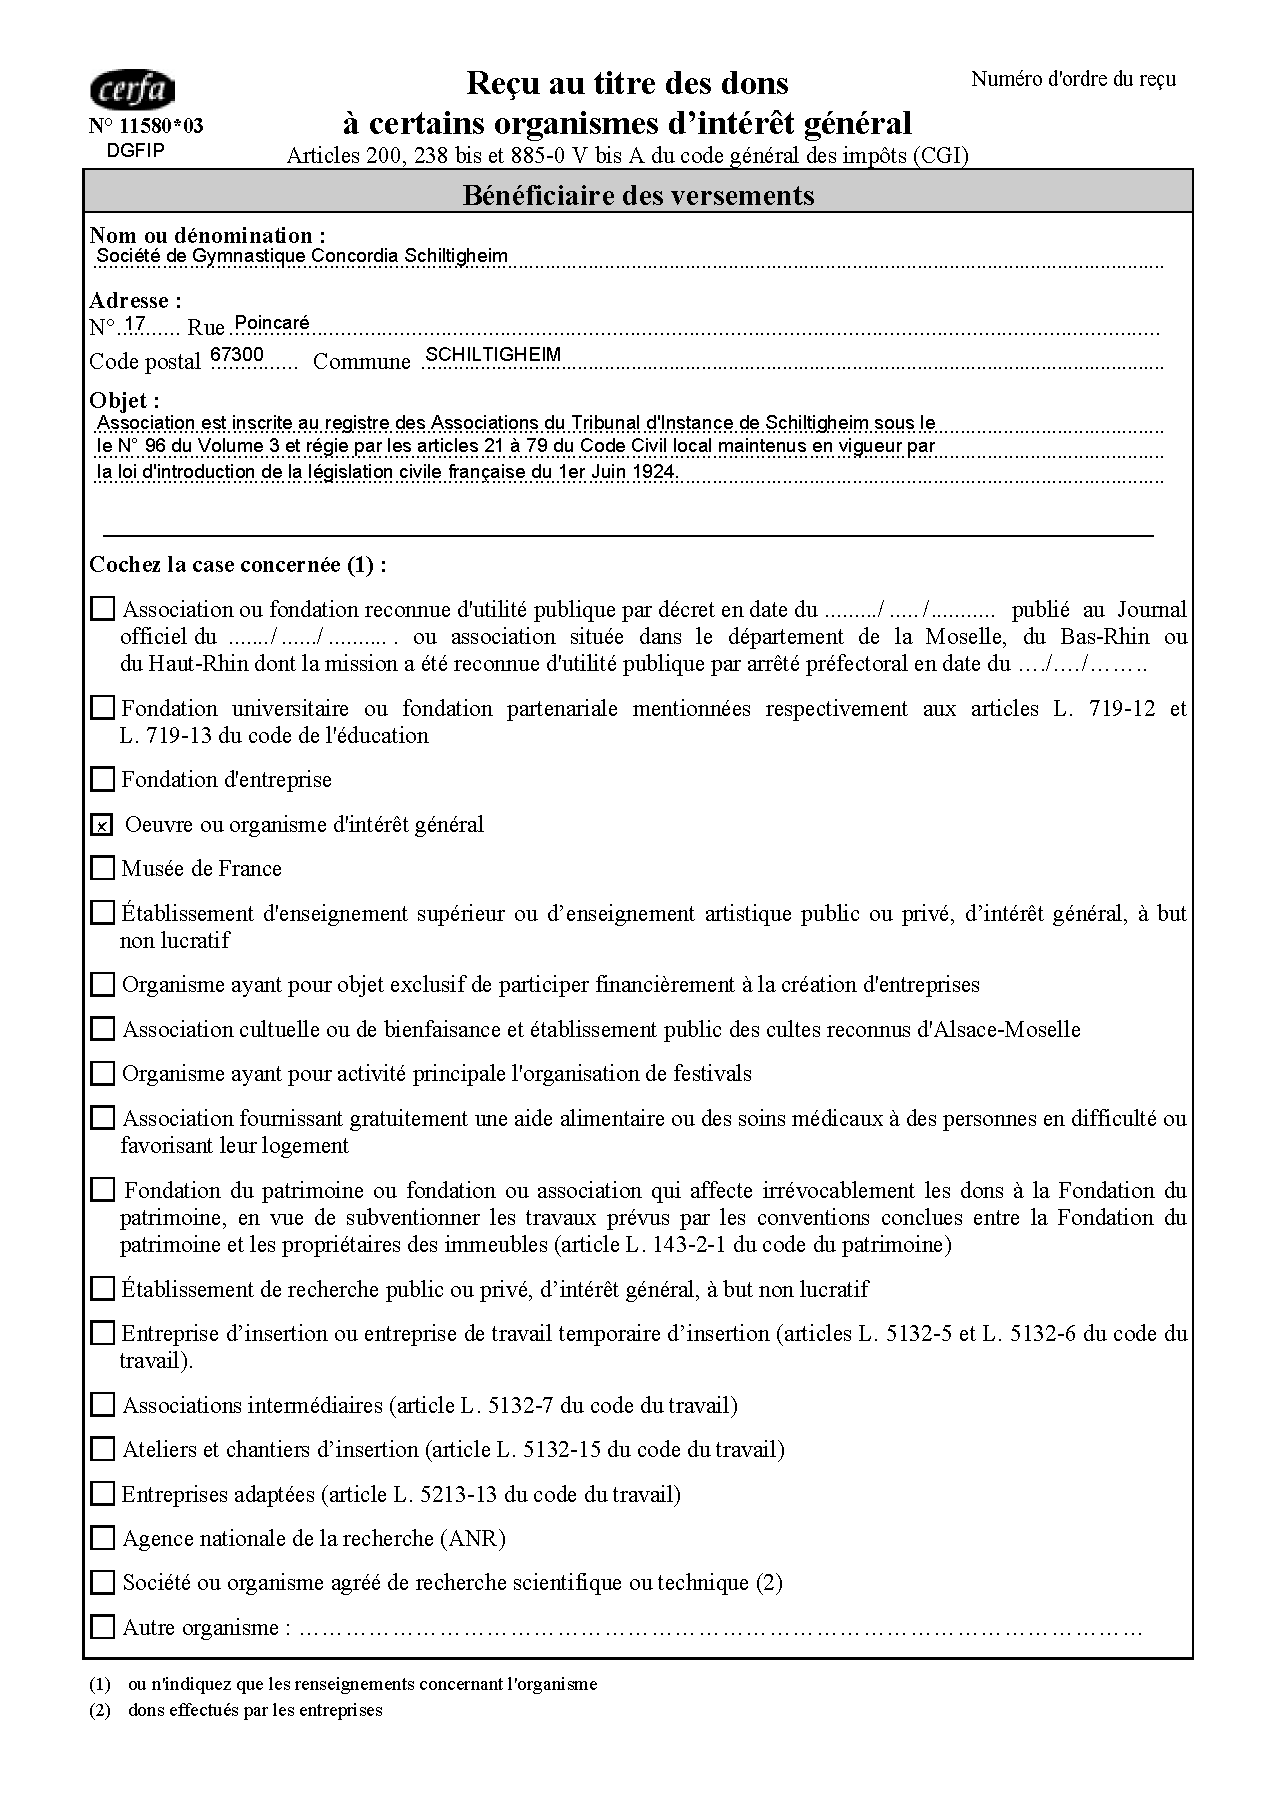 cerfa
N° 11580*03
DGFIP
Reçu au titre des dons
à certains organismes d’intérêt général
Articles 200, 238 bis et 885-0 V bis A du code général des impôts (CGI)
Numéro d'ordre du reçu
Bénéficiaire des versements
Nom ou dénomination :
Société de Gymnastique Concordia Schiltigheim
Adresse :
N° 17 Rue Poincaré
Code postal 67300 Commune SCHILTIGHEIM
Objet :
Association est inscrite au registre des Associations du Tribunal d'Instance de Schiltigheim sous le
le N° 96 du Volume 3 et régie par les articles 21 à 79 du Code Civil local maintenus en vigueur par
la loi d'introduction de la législation civile française du 1er Juin 1924.
Cochez la case concernée (1) :
Association ou fondation reconnue d'utilité publique par décret en date du ........./ ..... /........... publié au Journal
officiel du ......./ ....../ ......... . ou association située dans le département de la Moselle, du Bas-Rhin ou
du Haut-Rhin dont la mission a été reconnue d'utilité publique par arrêté préfectoral en date du …./…./……..
Fondation universitaire ou fondation partenariale mentionnées respectivement aux articles L. 719-12 et
L. 719-13 du code de l'éducation
Fondation d'entreprise
x Oeuvre ou organisme d'intérêt général
Musée de France
Établissement d'enseignement supérieur ou d’enseignement artistique public ou privé, d’intérêt général, à but
non lucratif
Organisme ayant pour objet exclusif de participer financièrement à la création d'entreprises
Association cultuelle ou de bienfaisance et établissement public des cultes reconnus d'Alsace-Moselle
Organisme ayant pour activité principale l'organisation de festivals
Association fournissant gratuitement une aide alimentaire ou des soins médicaux à des personnes en difficulté ou
favorisant leur logement
Fondation du patrimoine ou fondation ou association qui affecte irrévocablement les dons à la Fondation du
patrimoine, en vue de subventionner les travaux prévus par les conventions conclues entre la Fondation du
patrimoine et les propriétaires des immeubles (article L. 143-2-1 du code du patrimoine)
Établissement de recherche public ou privé, d’intérêt général, à but non lucratif
Entreprise d’insertion ou entreprise de travail temporaire d’insertion (articles L. 5132-5 et L. 5132-6 du code du
travail).
Associations intermédiaires (article L. 5132-7 du code du travail)
Ateliers et chantiers d’insertion (article L. 5132-15 du code du travail)
Entreprises adaptées (article L. 5213-13 du code du travail)
Agence nationale de la recherche (ANR)
Société ou organisme agréé de recherche scientifique ou technique (2)
Autre organisme : ……………………………………………………………………………………………
(1) ou n'indiquez que les renseignements concernant l'organisme
(2) dons effectués par les entreprises